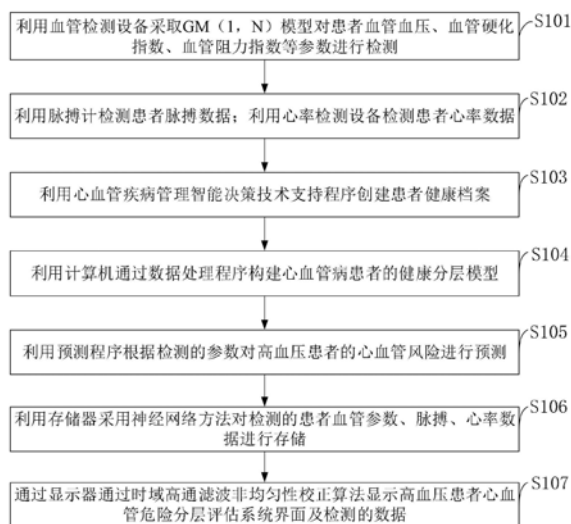 利用血管检测设备采取GM（1，N）模型对患者血管血压、血管硬化
指数、血管阻力指数等参数进行检测
S101
利用脉搏计检测患者脉搏数据；利用心率检测设备检测患者心率数据
S102
利用心血管疾病管理智能决策技术支持程序创建患者健康档案
S103
利用计算机通过数据处理程序构建心血管病患者的健康分层模型
S104
利用预测程序根据检测的参数对高血压患者的心血管风险进行预测
S105
利用存储器采用神经网络方法对检测的患者血管参数、脉搏、心率数
据进行存储
S106
通过显示器通过时域高通滤波非均匀性校正算法显示高血压患者心血
管危险分层评估系统界面及检测的数据
S107